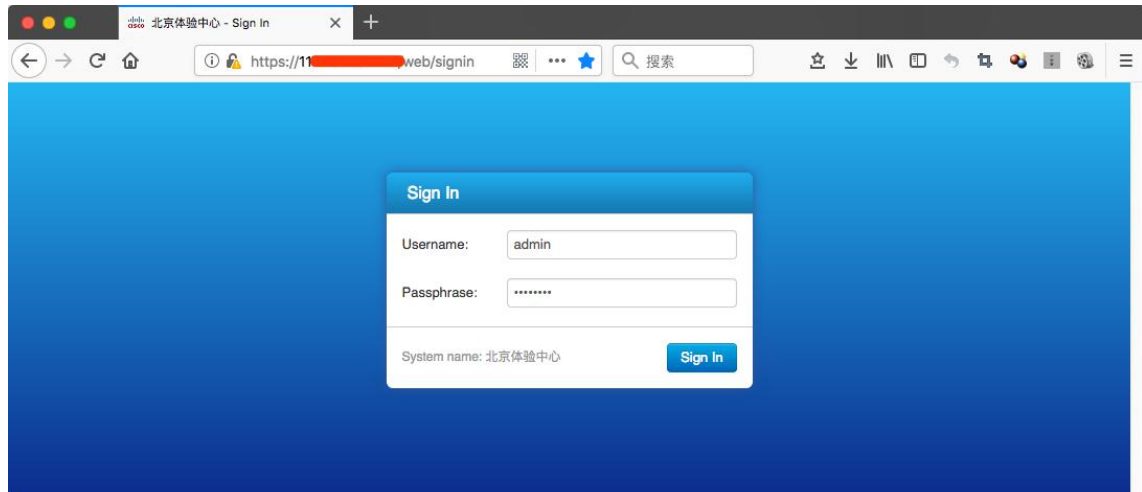 北京体验中心 - Sign In
https://11 /web/signin
搜索
Sign In
Username:
admin
Passphrase:
System name: 北京体验中心
Sign In